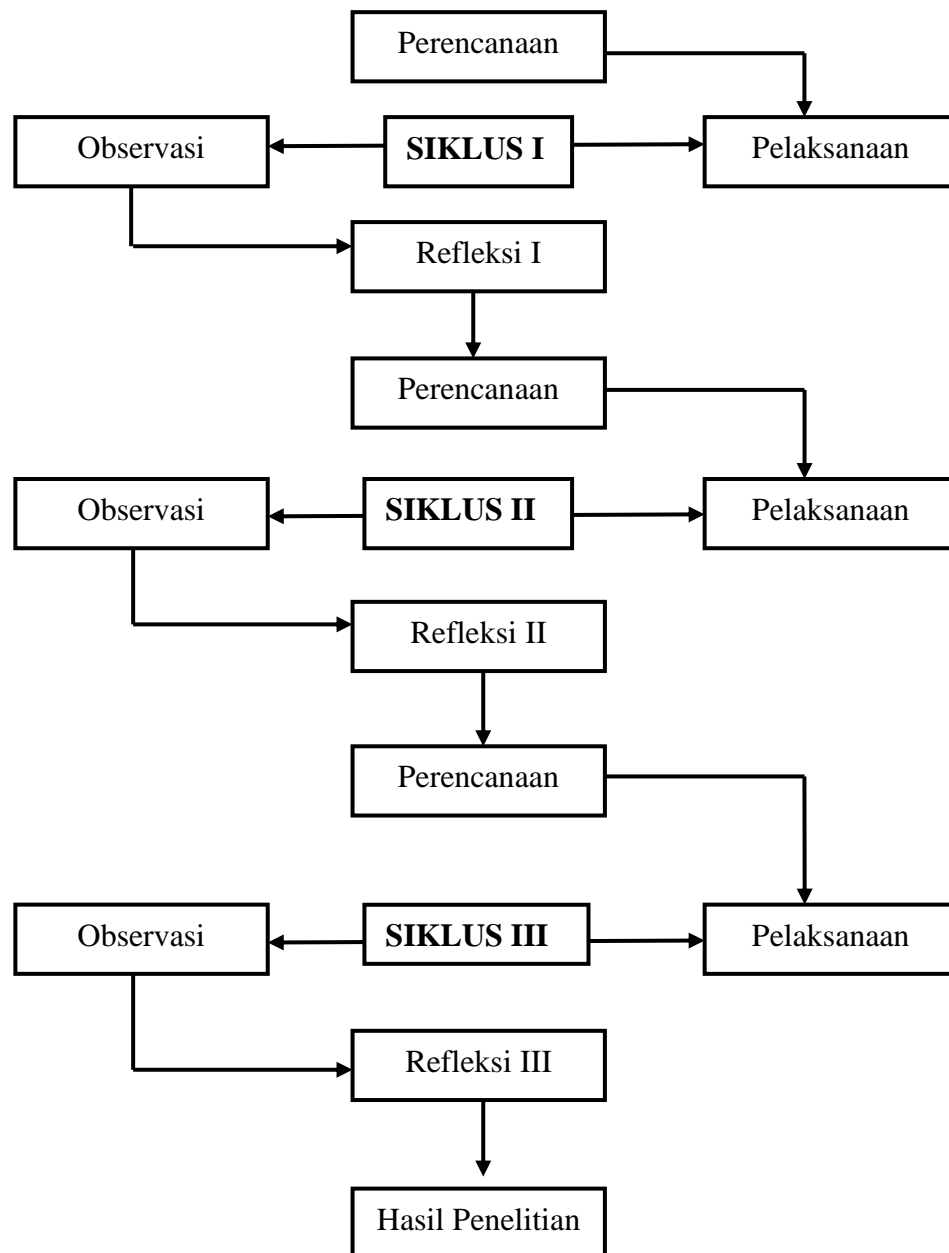 Perencanaan
Observasi
SIKLUS I
Pelaksanaan
Refleksi I
Perencanaan
Observasi
SIKLUS II
Pelaksanaan
Refleksi II
Perencanaan
Observasi
SIKLUS III
Pelaksanaan
Refleksi III
Hasil Penelitian